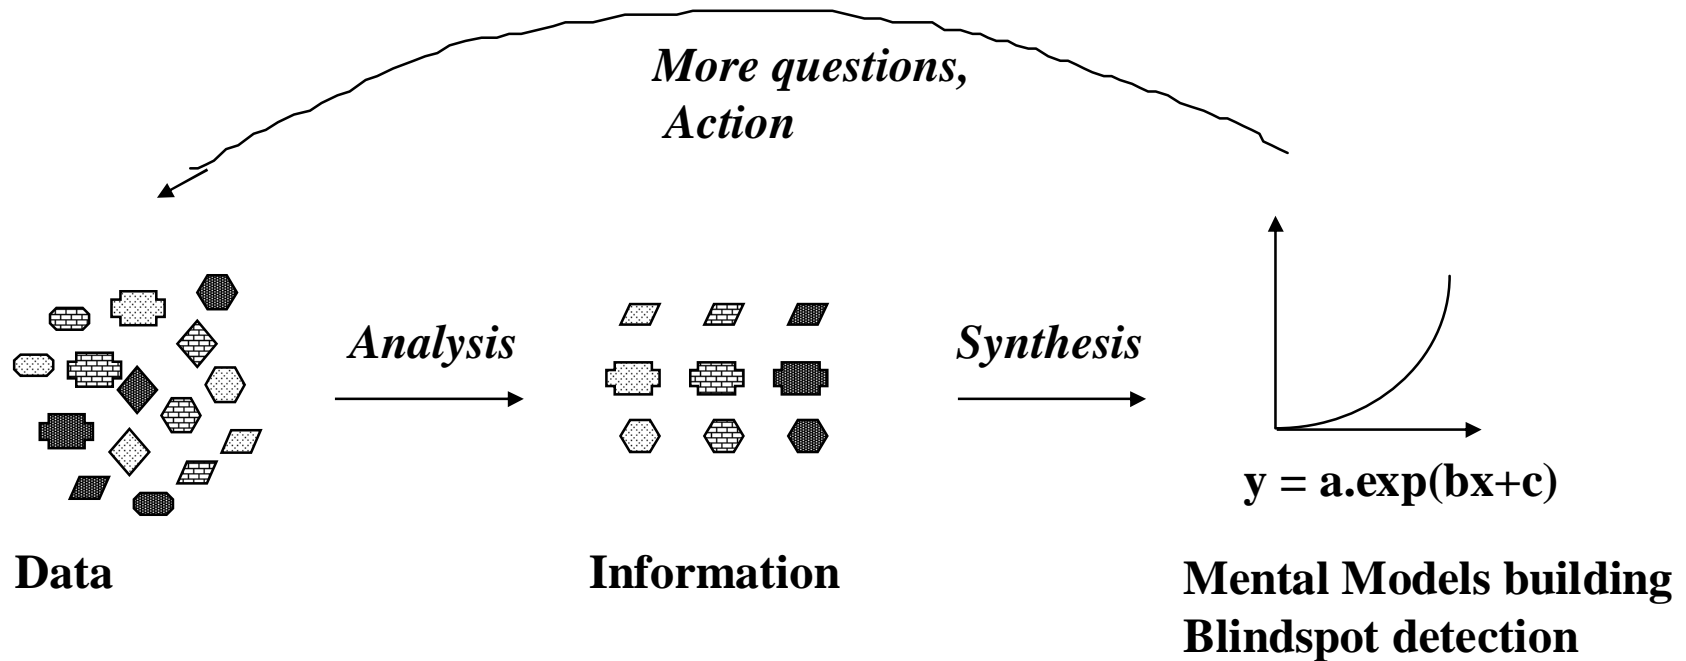 More questions,
Action
Analysis
Synthesis
y = a.exp(bx+c)
Data
Information
Mental Models building
Blindspot detection